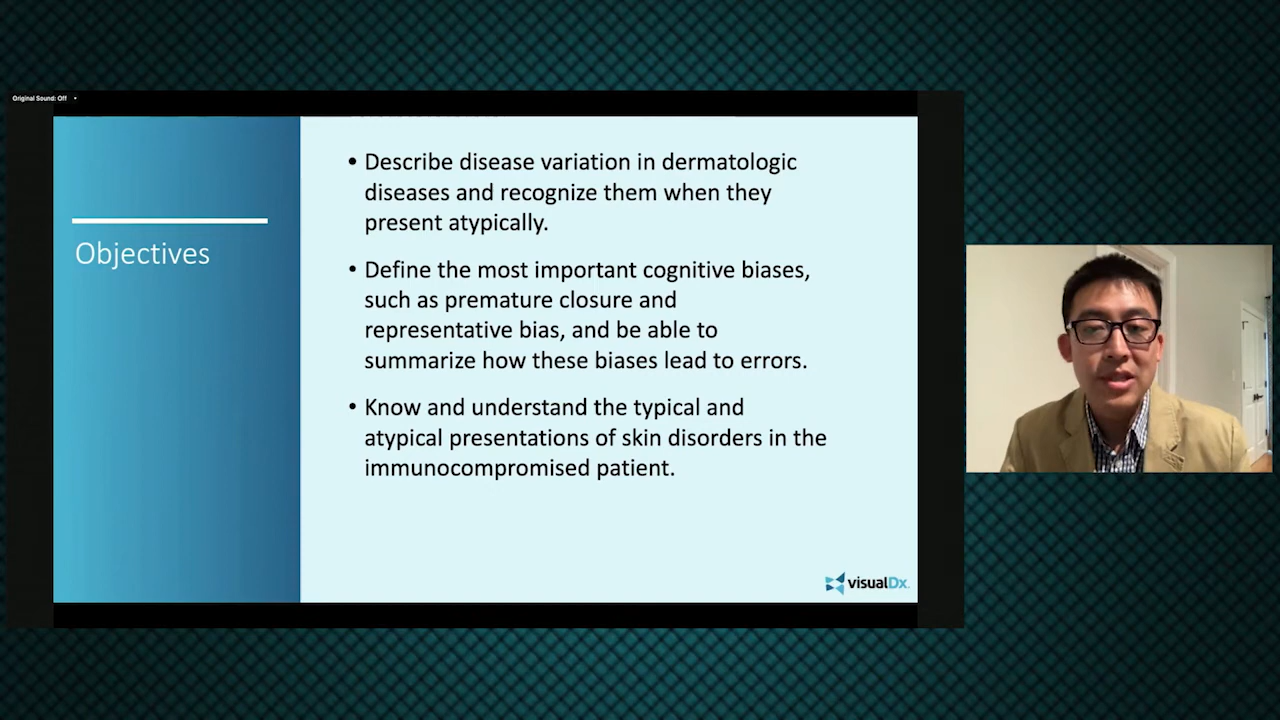 Original Sound: Off
Objectives
• Describe disease variation in dermatologic
diseases and recognize them when they
present atypically.
• Define the most important cognitive biases,
such as premature closure and
representative bias, and be able to
summarize how these biases lead to errors.
• Know and understand the typical and
atypical presentations of skin disorders in the
immunocompromised patient.
visualDx.